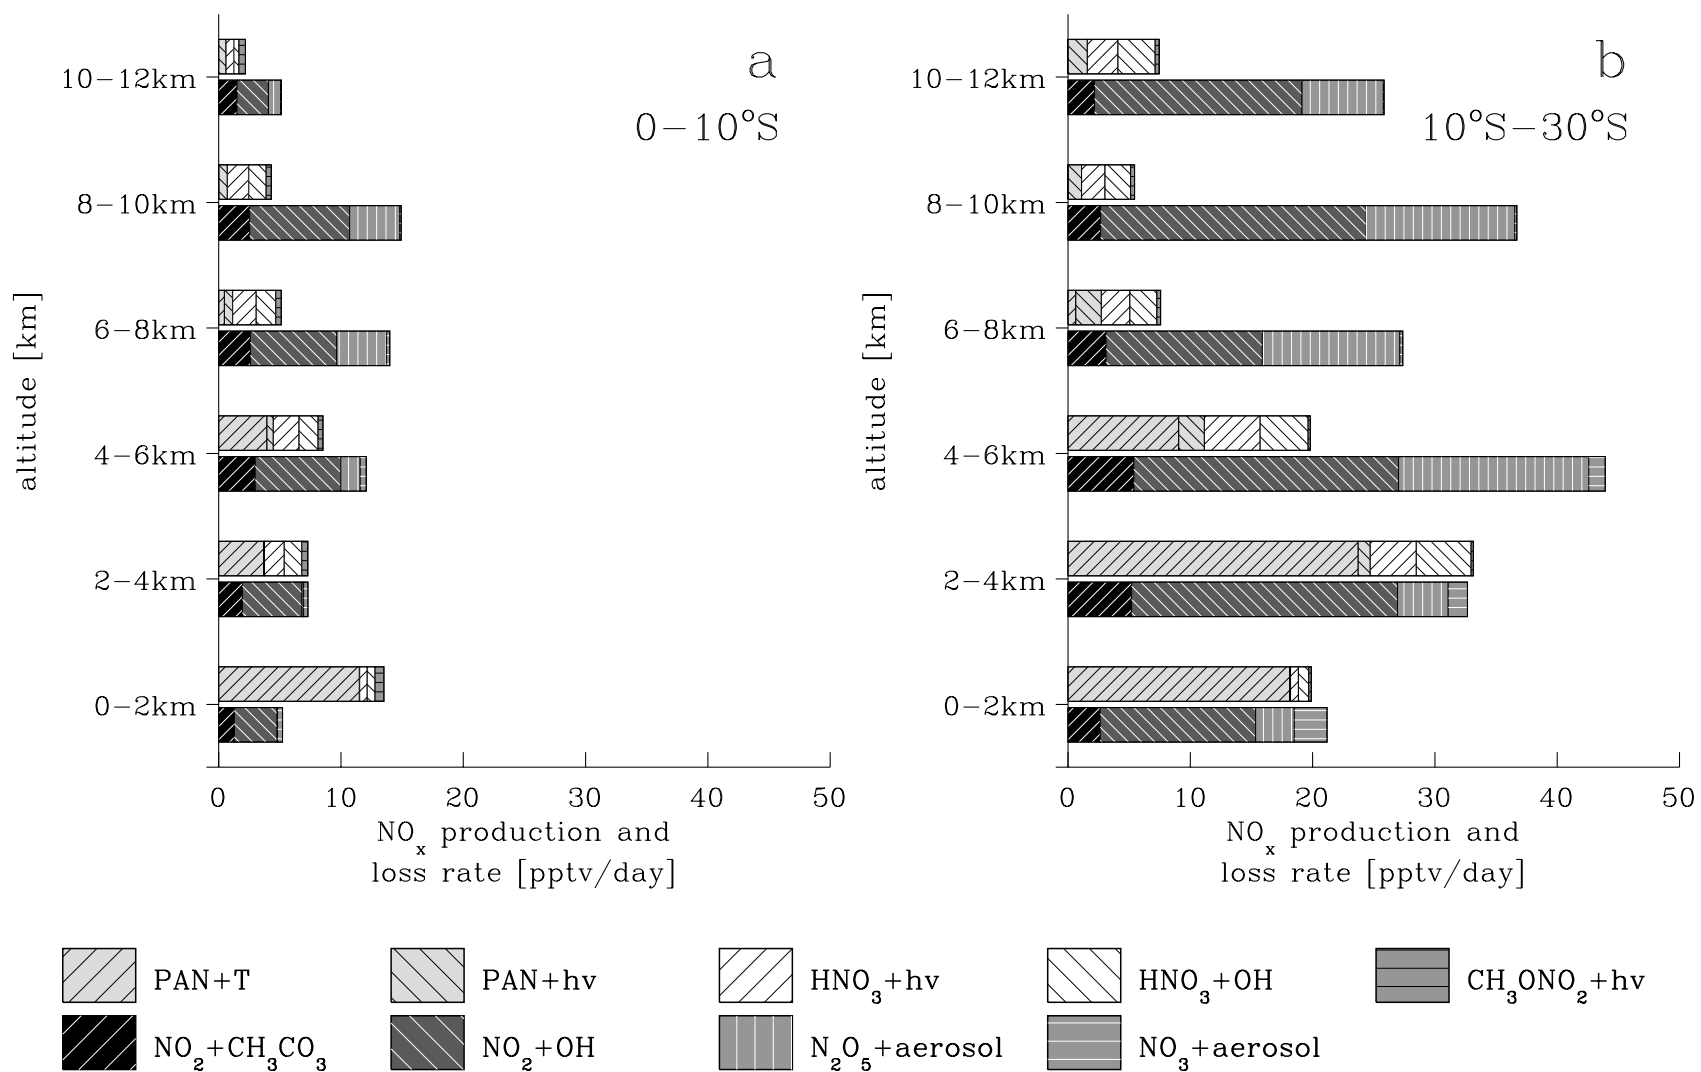 a
0–10°S
10–12km
8–10km
6–8km
4–6km
2–4km
0–2km
altitude [km]
0 10 20 30 40 50
NOx production and
loss rate [pptv/day]
b
10°S–30°S
10–12km
8–10km
6–8km
4–6km
2–4km
0–2km
altitude [km]
0 10 20 30 40 50
NOx production and
loss rate [pptv/day]
PAN+T PAN+hv HNO3+hv HNO3+OH CH3ONO2+hv
NO2+CH3CO3 NO2+OH N2O5+aerosol NO3+aerosol